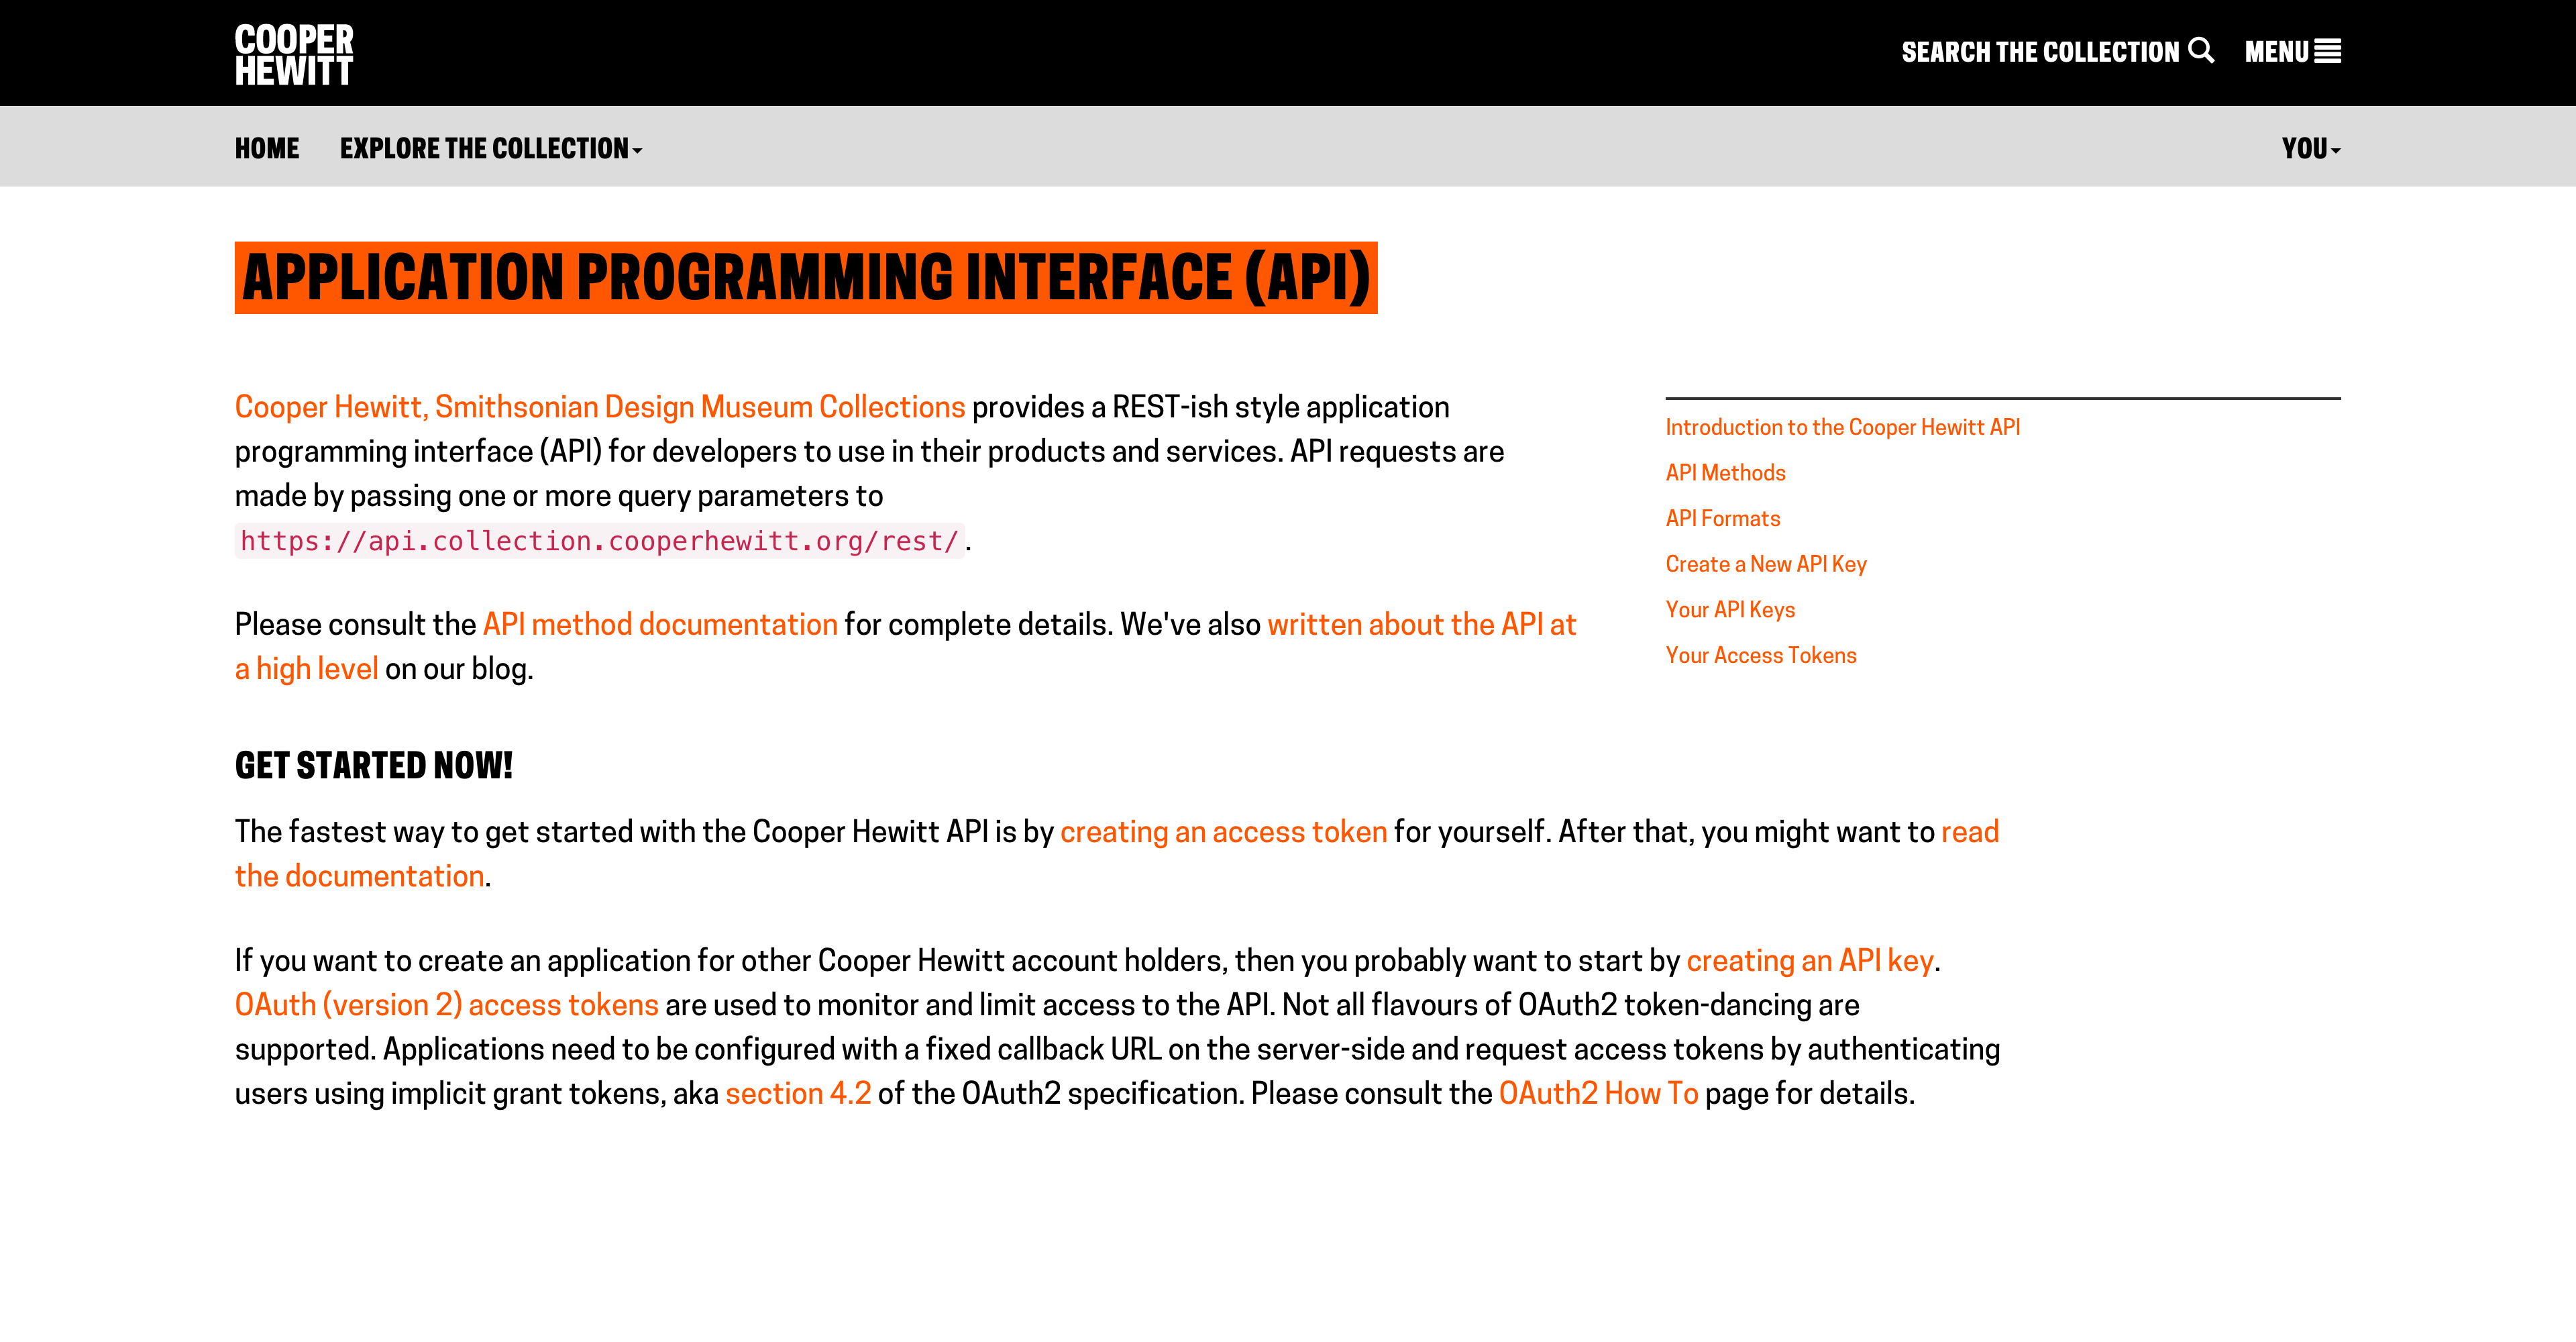 COOPER
HEWITT
SEARCH THE COLLECTION
MENU
HOME
EXPLORE THE COLLECTION
YOU
APPLICATION PROGRAMMING INTERFACE (API)
Cooper Hewitt, Smithsonian Design Museum Collections provides a REST-ish style application
programming interface (API) for developers to use in their products and services. API requests are
made by passing one or more query parameters to
https://api.collection.cooperhewitt.org/rest/.
Please consult the API method documentation for complete details. We've also written about the API at
a high level on our blog.
Introduction to the Cooper Hewitt API
API Methods
API Formats
Create a New API Key
Your API Keys
Your Access Tokens
GET STARTED NOW!
The fastest way to get started with the Cooper Hewitt API is by creating an access token for yourself. After that, you might want to read
the documentation.
If you want to create an application for other Cooper Hewitt account holders, then you probably want to start by creating an API key.
OAuth (version 2) access tokens are used to monitor and limit access to the API. Not all flavours of OAuth2 token-dancing are
supported. Applications need to be configured with a fixed callback URL on the server-side and request access tokens by authenticating
users using implicit grant tokens, aka section 4.2 of the OAuth2 specification. Please consult the OAuth2 How To page for details.